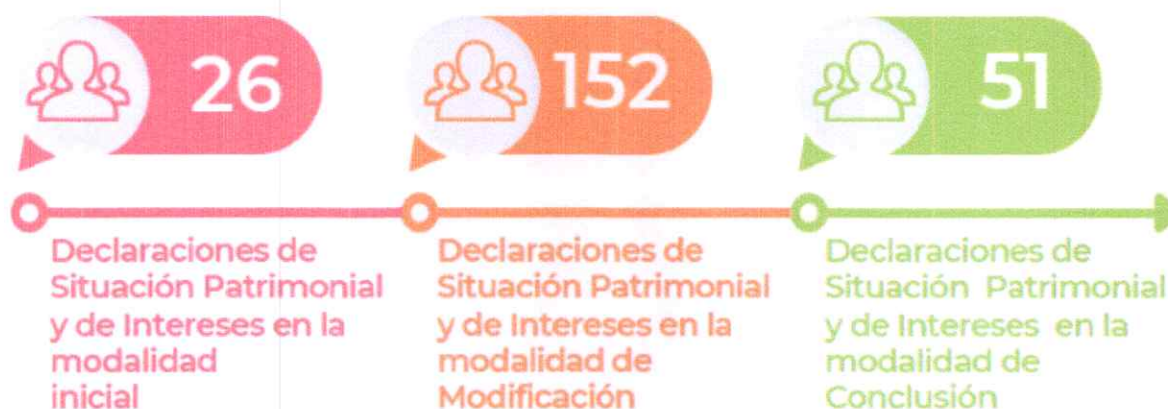 26
Declaraciones de
Situación Patrimonial
y de Intereses en la
modalidad
inicial
152
Declaraciones de
Situación Patrimonial
y de Intereses en la
modalidad de
Modificación
51
Declaraciones de
Situación Patrimonial
y de Intereses en la
modalidad de
Conclusión